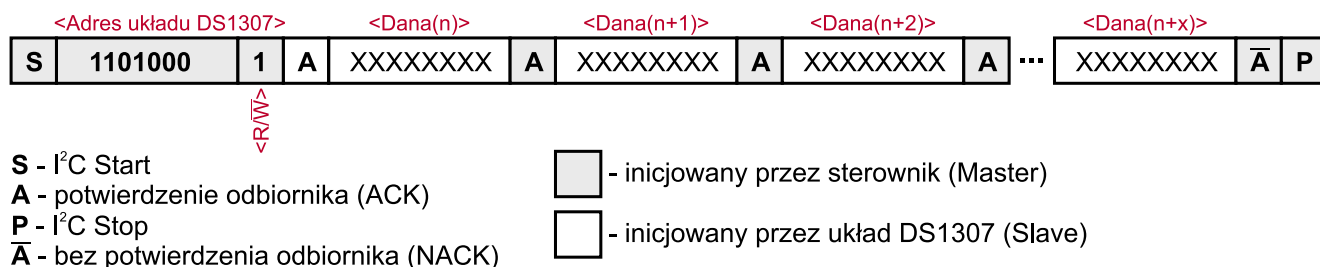 <Adres układu DS1307> <Dana(n)> <Dana(n+1)> <Dana(n+2)> <Dana(n+x)>
S 1101000 1 A XXXXXXXX A XXXXXXXX A XXXXXXXX A ... XXXXXXXX A̅ P
<R/W̅>
S - I²C Start
A - potwierdzenie odbiornika (ACK)
P - I²C Stop
A̅ - bez potwierdzenia odbiornika (NACK)
- inicjowany przez sterownik (Master)
- inicjowany przez układ DS1307 (Slave)